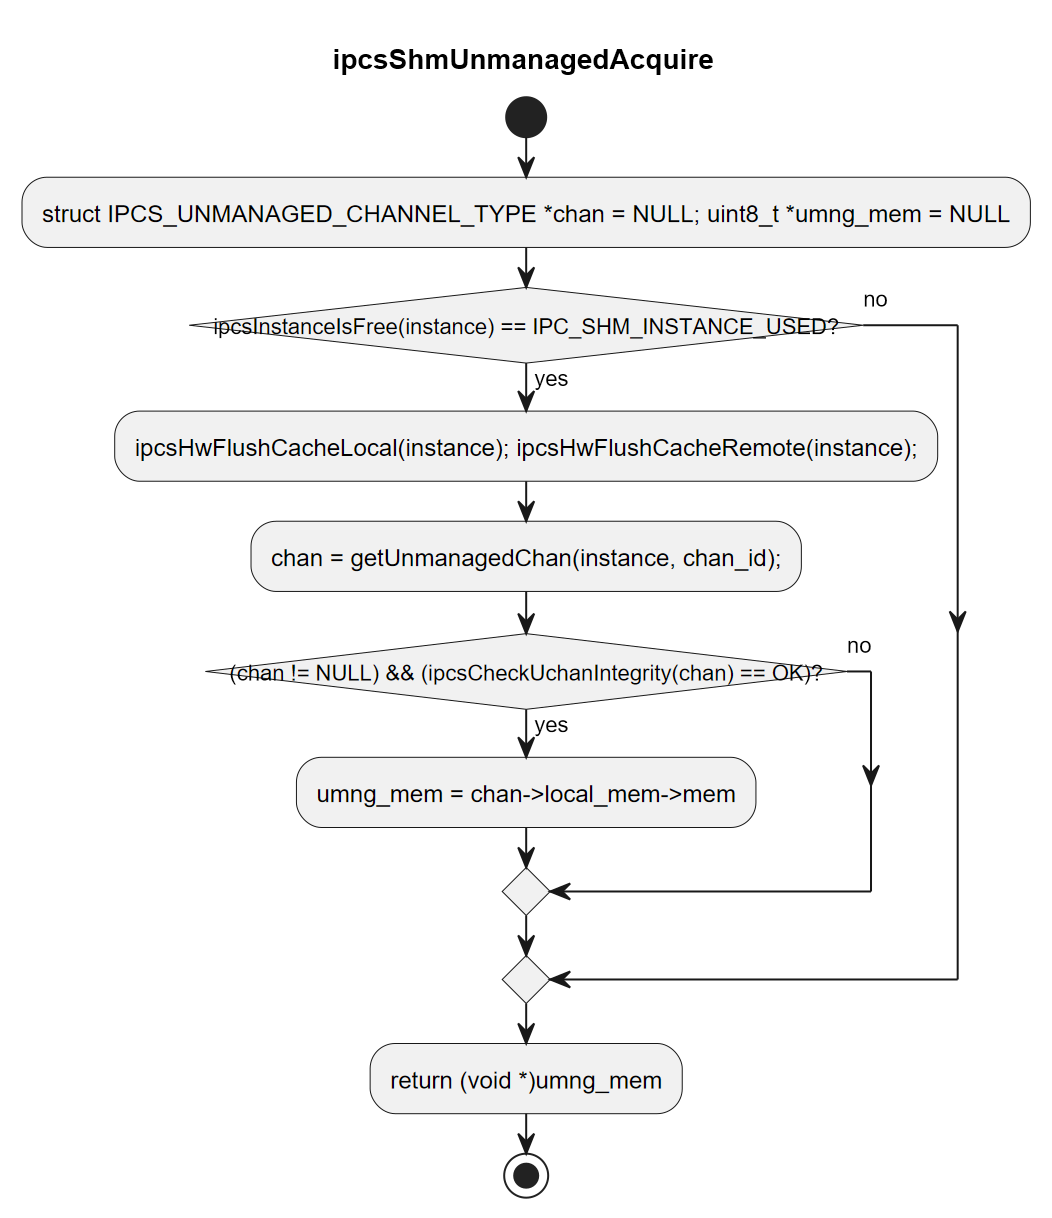 ipcsShmUnmanagedAcquire
struct IPCS_UNMANAGED_CHANNEL_TYPE *chan = NULL; uint8_t *umng_mem = NULL
no
ipcsInstanceIsFree(instance) == IPC_SHM_INSTANCE_USED?
yes
ipcsHwFlushCacheLocal(instance); ipcsHwFlushCacheRemote(instance);
chan = getUnmanagedChan(instance, chan_id);
no
(chan != NULL) && (ipcsCheckUchanIntegrity(chan) == OK)?
yes
umng_mem = chan->local_mem->mem
return (void *)umng_mem